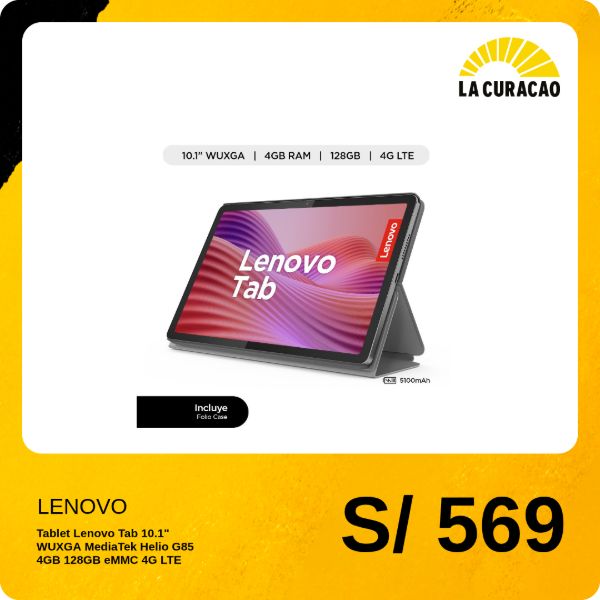 LA CURACAO
10.1" WUXGA | 4GB RAM | 128GB | 4G LTE
Lenovo
Lenovo
Tab
5100mAh
Incluye
Folio Case
LENOVO
Tablet Lenovo Tab 10.1"
WUXGA MediaTek Helio G85
4GB 128GB eMMC 4G LTE
S/ 569